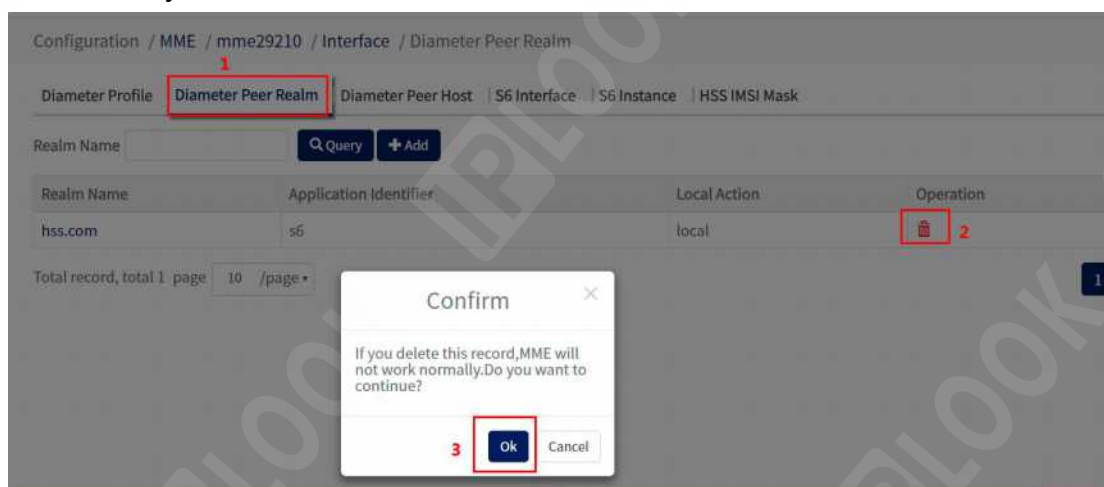 Configuration / MME / mme29210 / Interface / Diameter Peer Realm
1
Diameter Profile Diameter Peer Realm Diameter Peer Host | S6 Interface | S6 Instance | HSS IMSI Mask
Realm Name Query + Add
Realm Name Application Identifier Local Action Operation
hss.com s6 local 2
Total record, total 1 page 10 /page 1
Confirm ×
If you delete this record,MME will
not work normally.Do you want to
continue?
3 Ok Cancel
IPLOOK
IPLOOK
IPLOOK